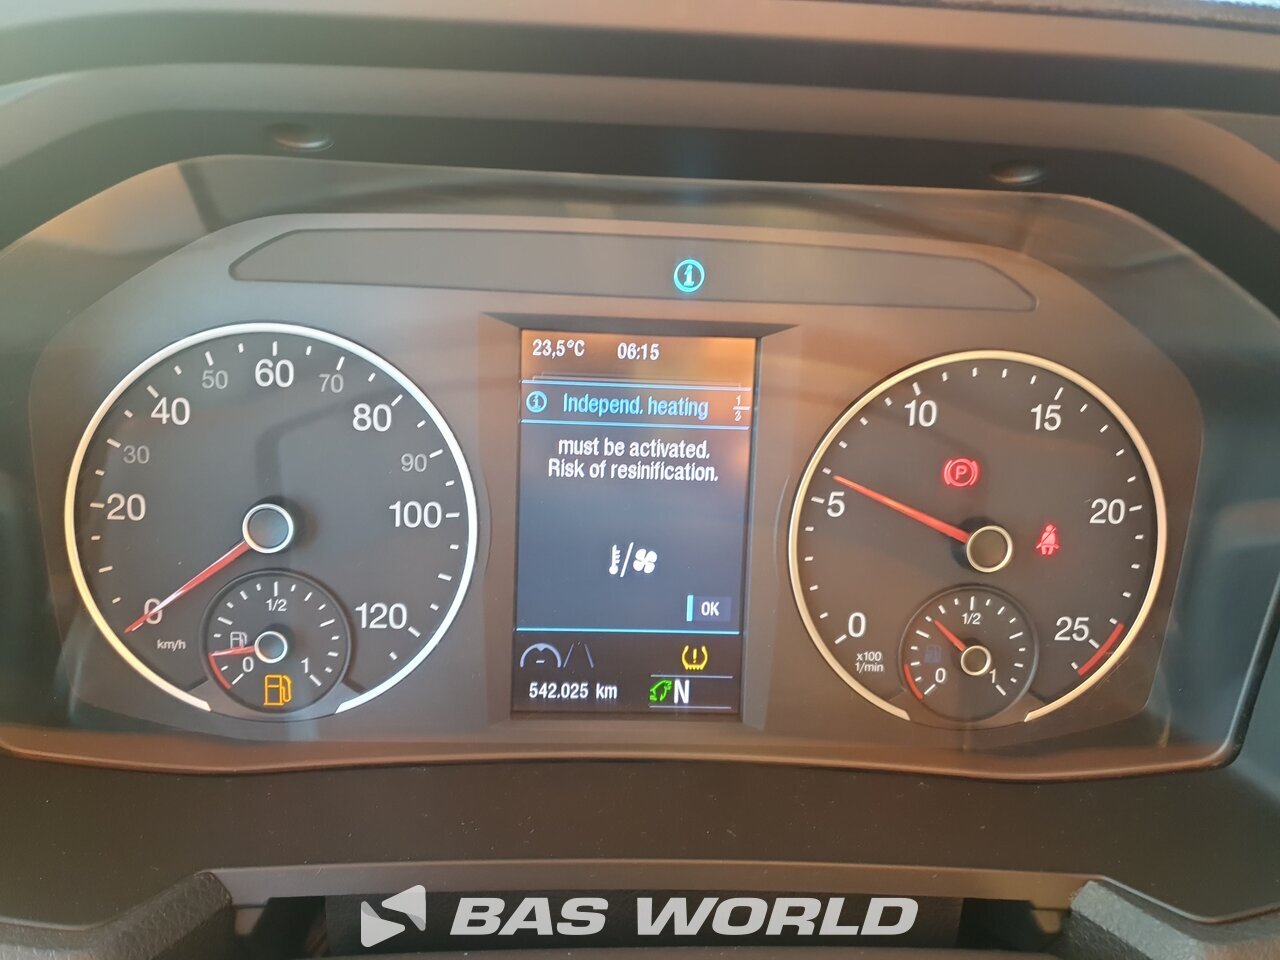 23,5°C 06:15
Independ. heating 1/2
must be activated.
Risk of resinification.
OK
542.025 km N
0 20 30 40 50 60 70 80 90 100 120
km/h
0 1/2 1
0 5 10 15 20 25
x100
1/min
0 1/2 1
P
BAS WORLD